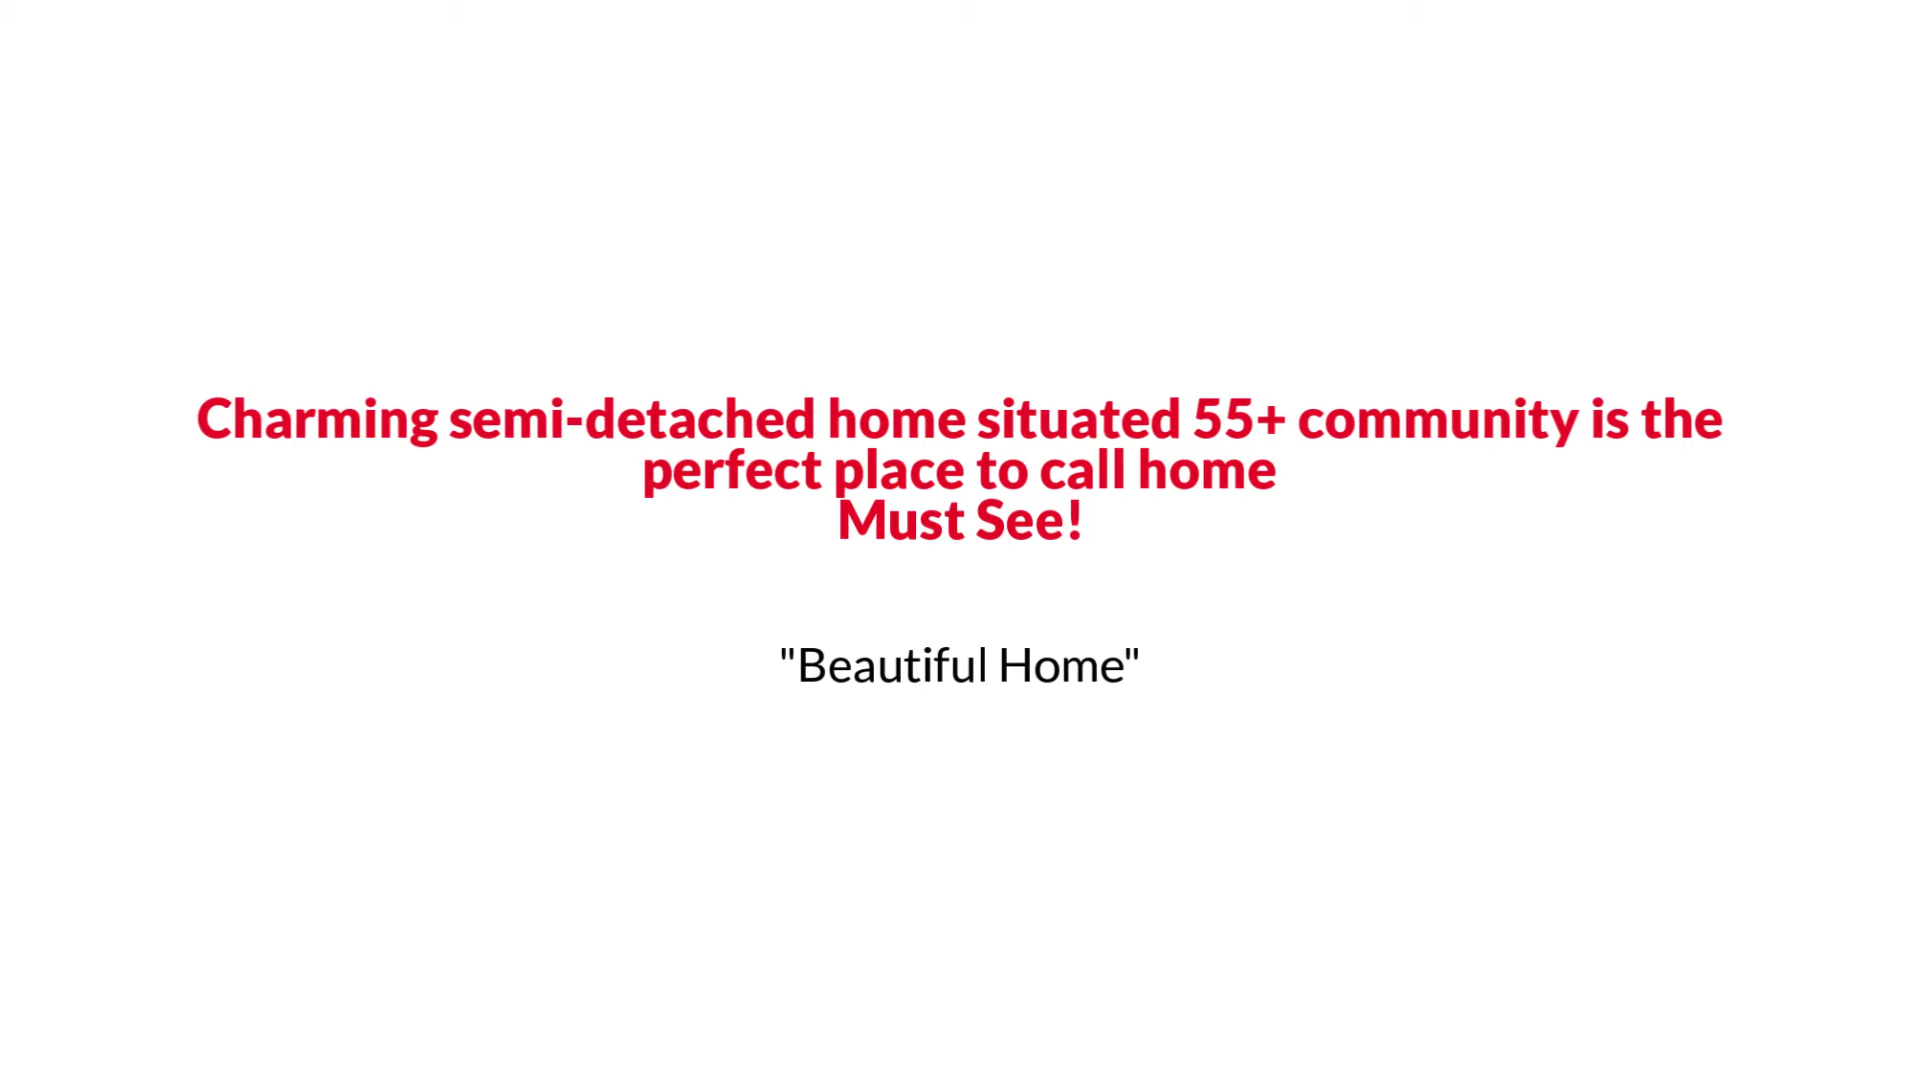 Charming semi-detached home situated 55+ community is the
perfect place to call home
Must See!
"Beautiful Home"